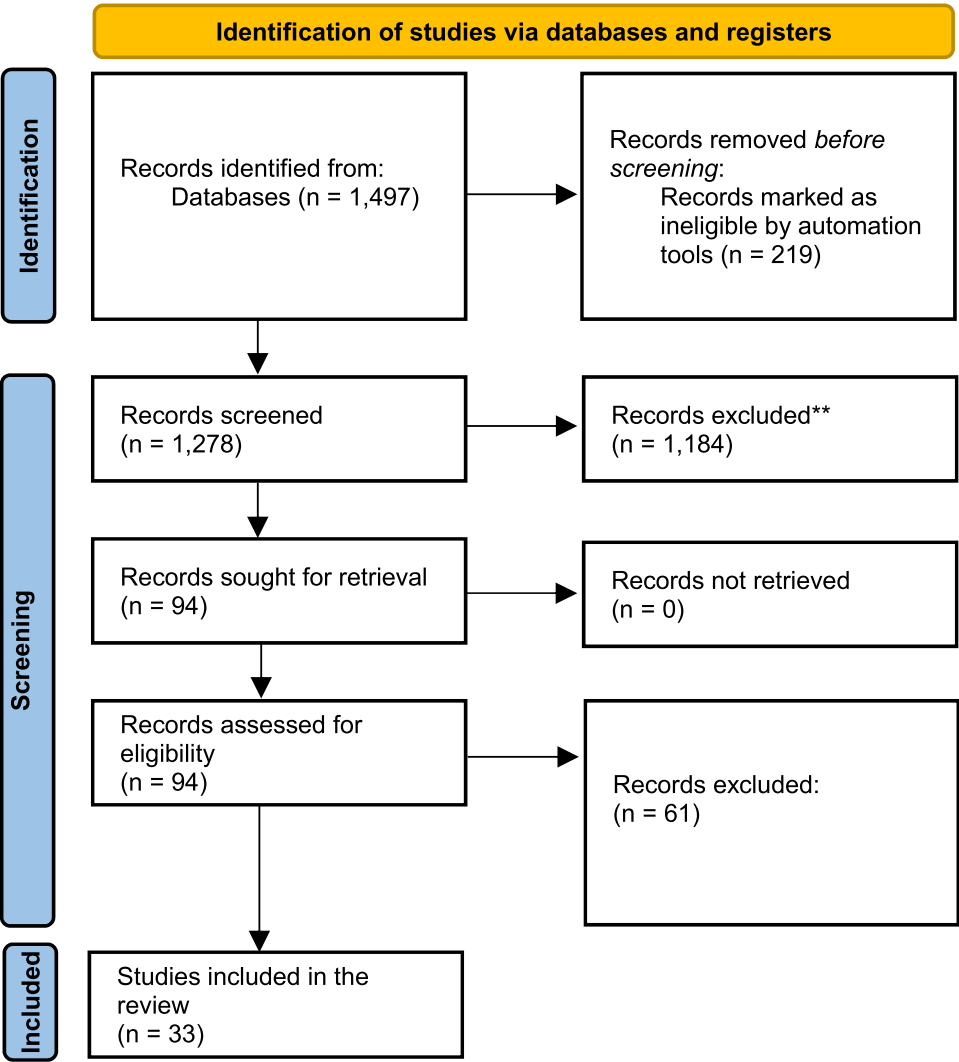 Identification of studies via databases and registers
Identification
Records identified from:
Databases (n = 1,497)
Records removed before
screening:
Records marked as
ineligible by automation
tools (n = 219)
Screening
Records screened
(n = 1,278)
Records excluded**
(n = 1,184)
Records sought for retrieval
(n = 94)
Records not retrieved
(n = 0)
Records assessed for
eligibility
(n = 94)
Records excluded:
(n = 61)
Included
Studies included in the
review
(n = 33)